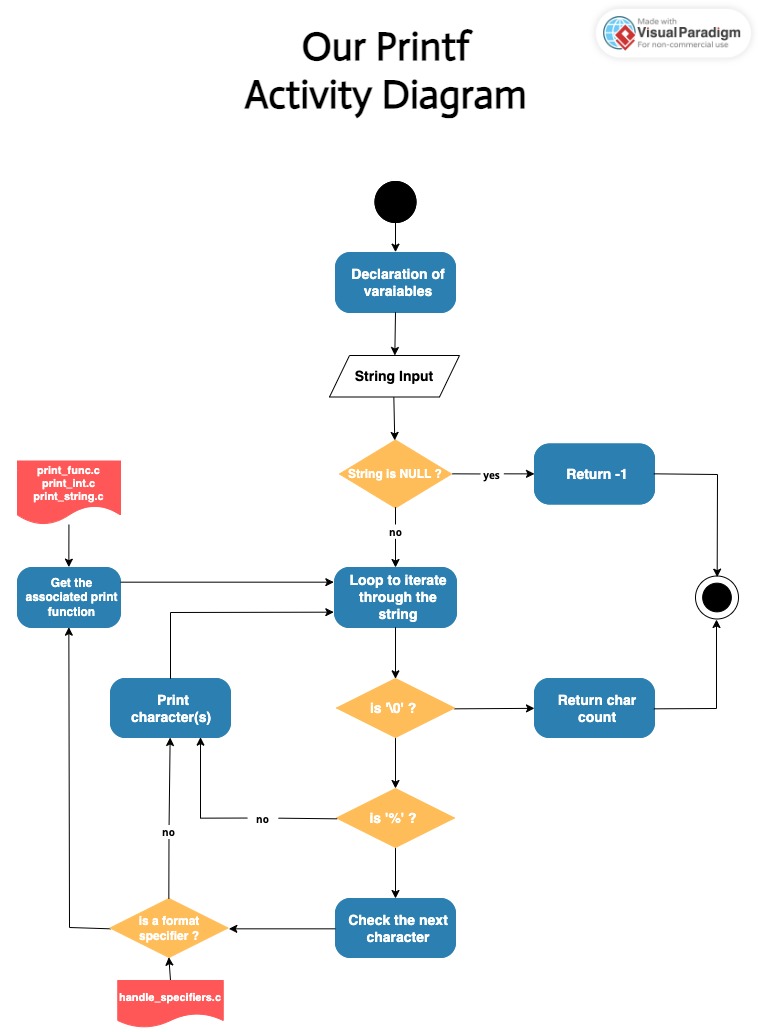 Made with
Visual Paradigm
For non-commercial use
Our Printf
Activity Diagram
Declaration of
varaiables
String Input
String is NULL ?
yes
Return -1
no
print_func.c
print_int.c
print_string.c
Get the
associated print
function
Loop to iterate
through the
string
Print
character(s)
is '\0' ?
Return char
count
is '%' ?
no
no
is a format
specifier ?
Check the next
character
handle_specifiers.c